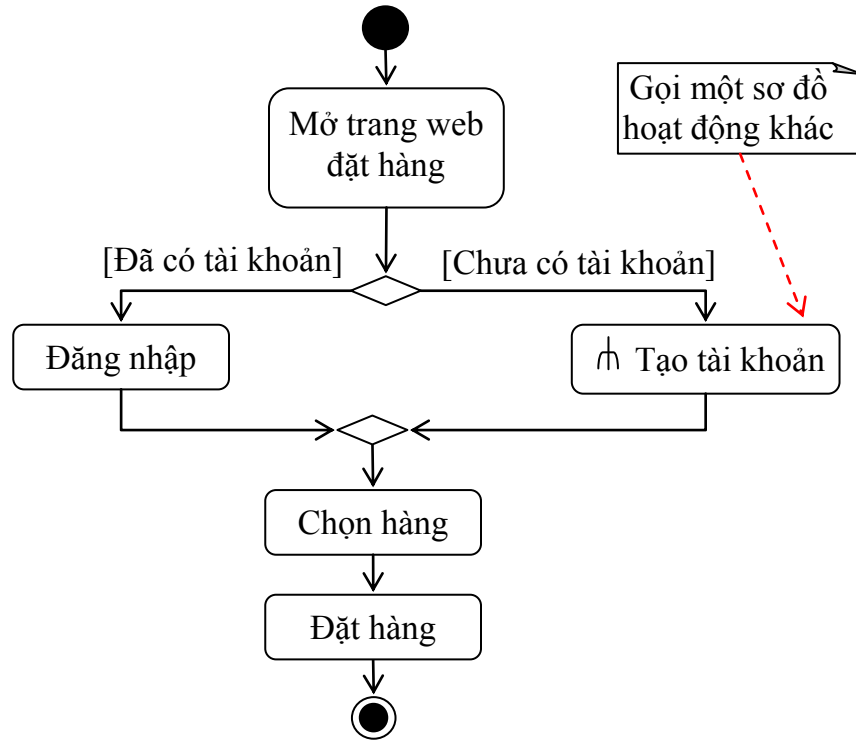 Gọi một sơ đồ
hoạt động khác
Mở trang web
đặt hàng
[Đã có tài khoản]
[Chưa có tài khoản]
Đăng nhập
Tạo tài khoản
Chọn hàng
Đặt hàng